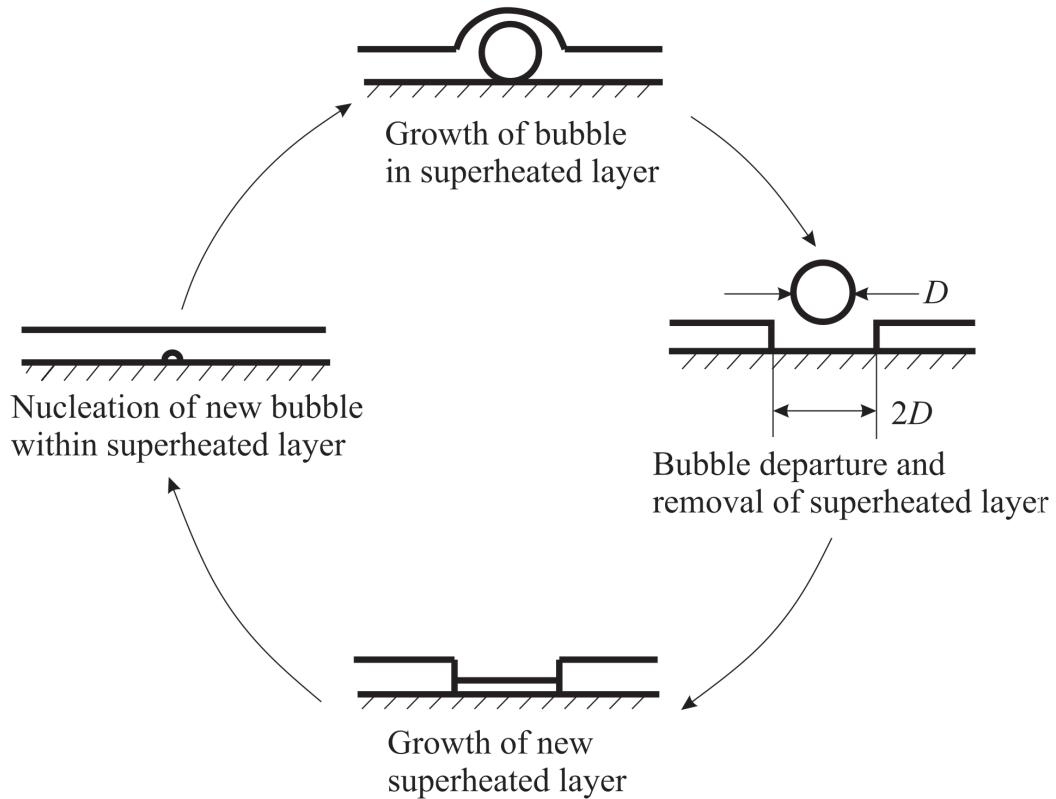 Growth of bubble
in superheated layer
D
2D
Bubble departure and
removal of superheated layer
Growth of new
superheated layer
Nucleation of new bubble
within superheated layer